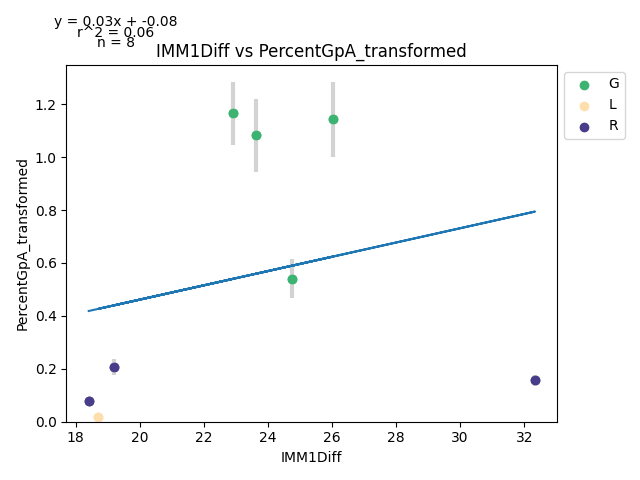 y = 0.03x + -0.08
r^2 = 0.06
n = 8
IMM1Diff vs PercentGpA_transformed
G
L
R
PercentGpA_transformed
1.2
1.0
0.8
0.6
0.4
0.2
0.0
18 20 22 24 26 28 30 32
IMM1Diff